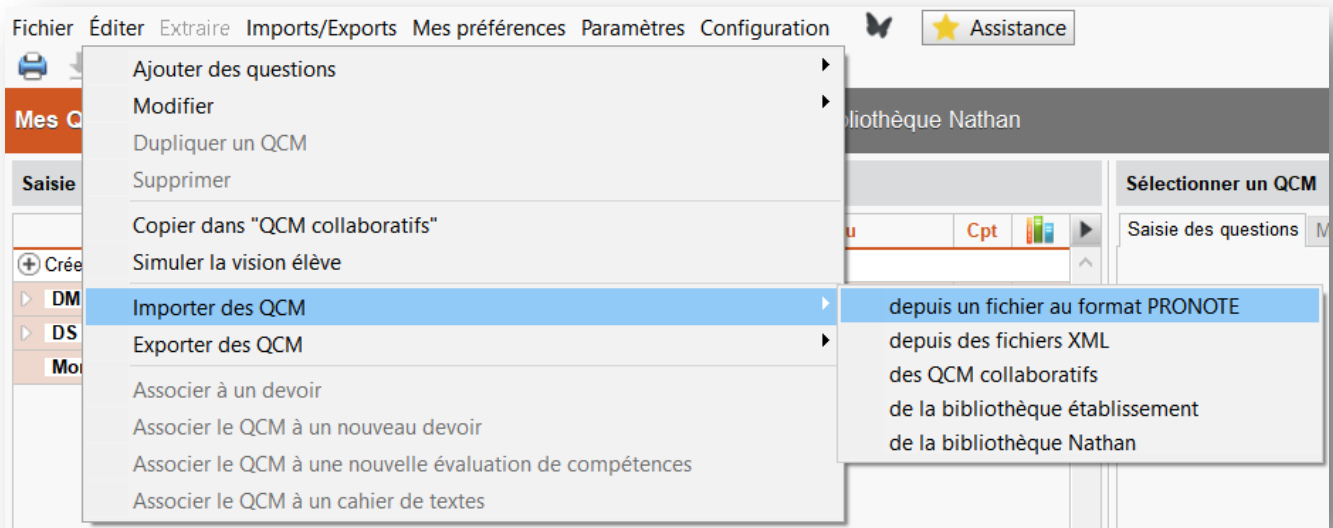 Fichier Éditer Extraire Imports/Exports Mes préférences Paramètres Configuration Assistance
Ajouter des questions
Modifier
Dupliquer un QCM
Supprimer
Copier dans "QCM collaboratifs"
Simuler la vision élève
Importer des QCM
Exporter des QCM
Associer à un devoir
Associer le QCM à un nouveau devoir
Associer le QCM à une nouvelle évaluation de compétences
Associer le QCM à un cahier de textes
depuis un fichier au format PRONOTE
depuis des fichiers XML
des QCM collaboratifs
de la bibliothèque établissement
de la bibliothèque Nathan
Mes Q
bliothèque Nathan
Saisie
Sélectionner un QCM
u Cpt
Saisie des questions M
Crée
DM
DS